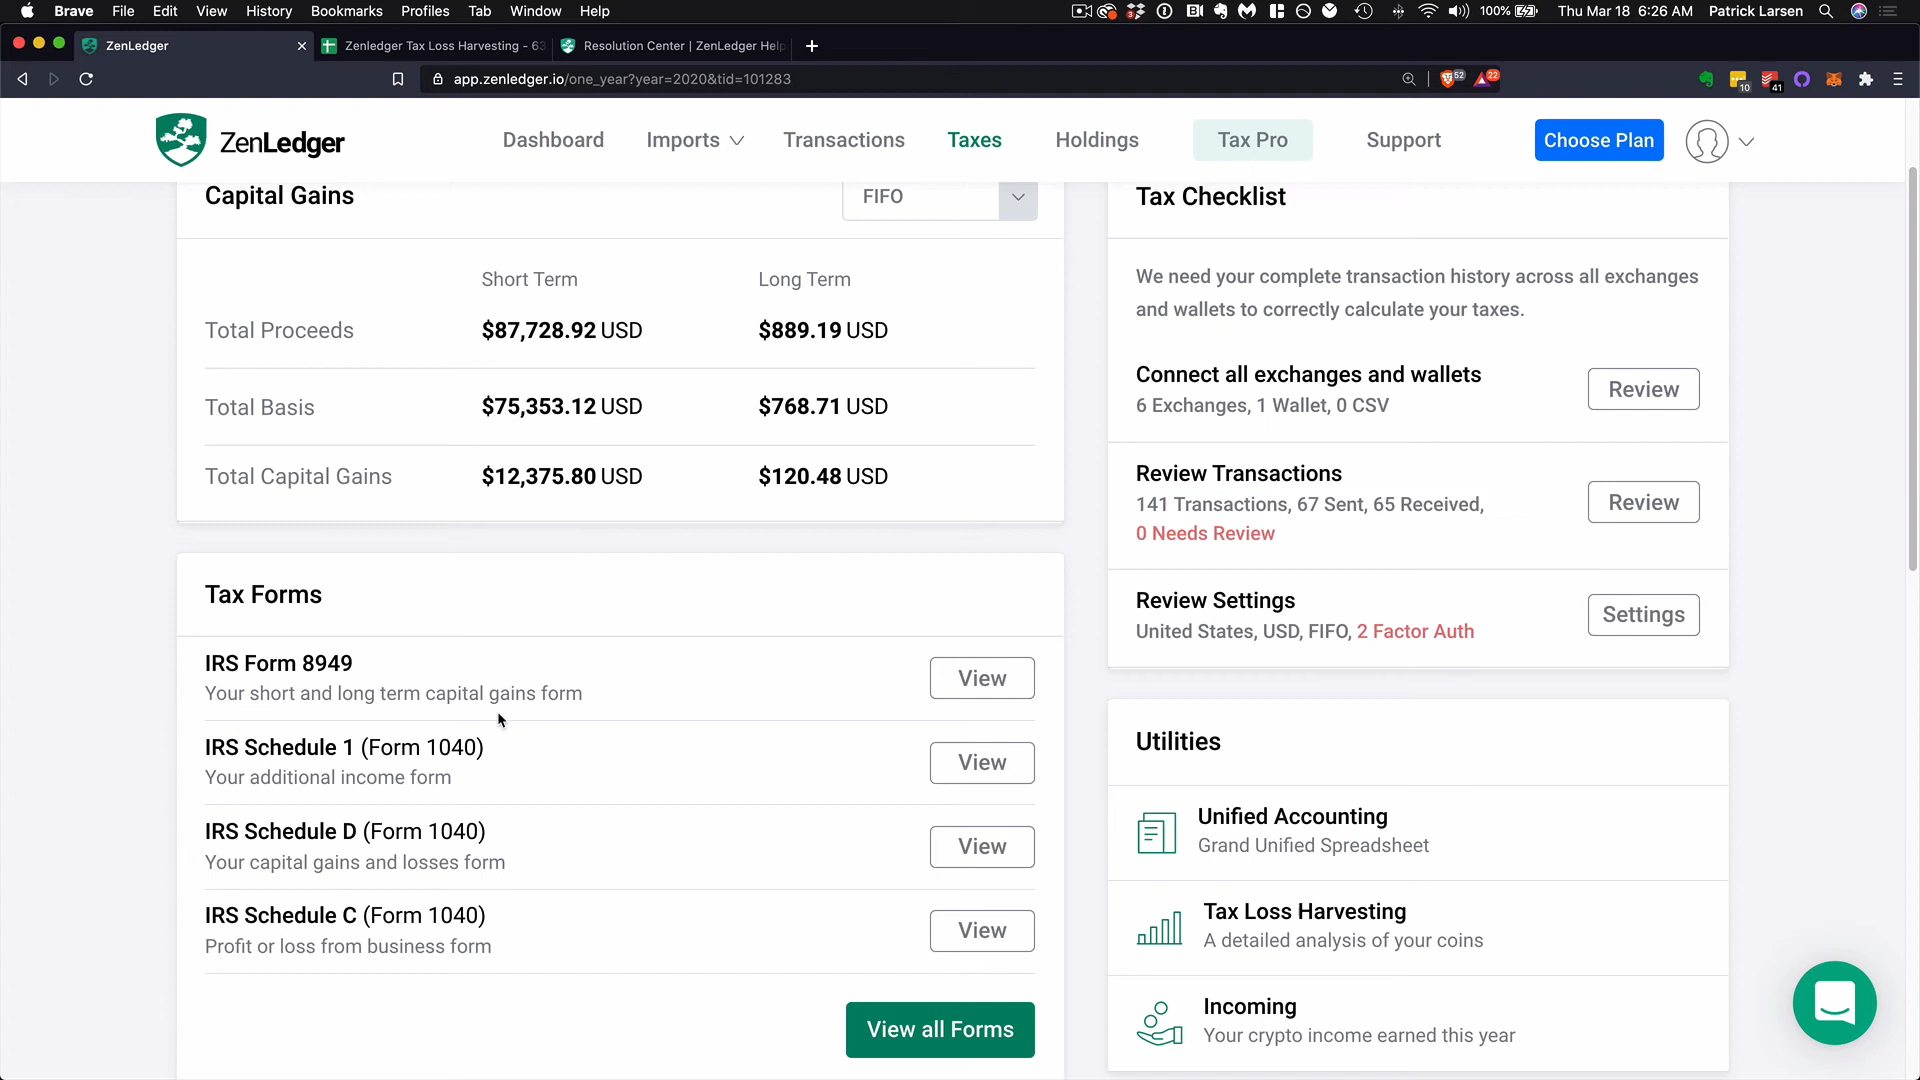 Brave File Edit View History Bookmarks Profiles Tab Window Help 100% Thu Mar 18 6:26 AM Patrick Larsen
ZenLedger Zenledger Tax Loss Harvesting - 63 Resolution Center | ZenLedger Help
app.zenledger.io/one_year?year=2020&tid=101283 52 22 10 41
ZenLedger Dashboard Imports Transactions Taxes Holdings Tax Pro Support Choose Plan
Capital Gains FIFO
Short Term Long Term
Total Proceeds $87,728.92 USD $889.19 USD
Total Basis $75,353.12 USD $768.71 USD
Total Capital Gains $12,375.80 USD $120.48 USD
Tax Forms
IRS Form 8949 View
Your short and long term capital gains form
IRS Schedule 1 (Form 1040) View
Your additional income form
IRS Schedule D (Form 1040) View
Your capital gains and losses form
IRS Schedule C (Form 1040) View
Profit or loss from business form
View all Forms
Tax Checklist
We need your complete transaction history across all exchanges
and wallets to correctly calculate your taxes.
Connect all exchanges and wallets Review
6 Exchanges, 1 Wallet, 0 CSV
Review Transactions Review
141 Transactions, 67 Sent, 65 Received,
0 Needs Review
Review Settings Settings
United States, USD, FIFO, 2 Factor Auth
Utilities
Unified Accounting
Grand Unified Spreadsheet
Tax Loss Harvesting
A detailed analysis of your coins
Incoming
Your crypto income earned this year